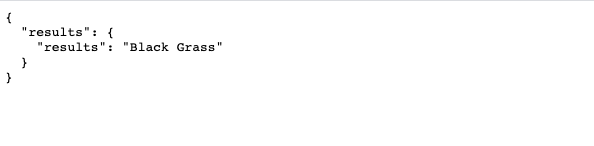 {
  "results": {
    "results": "Black Grass"
  }
}